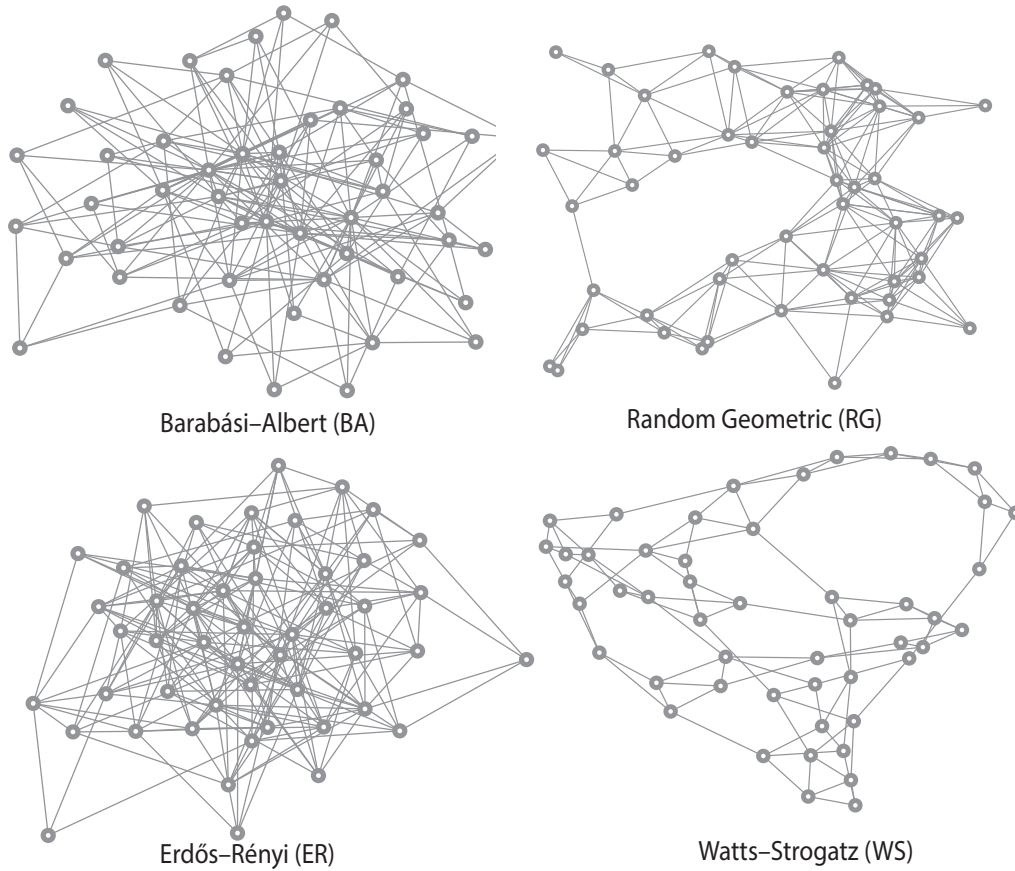 Barabási–Albert (BA)
Random Geometric (RG)
Erdős–Rényi (ER)
Watts–Strogatz (WS)